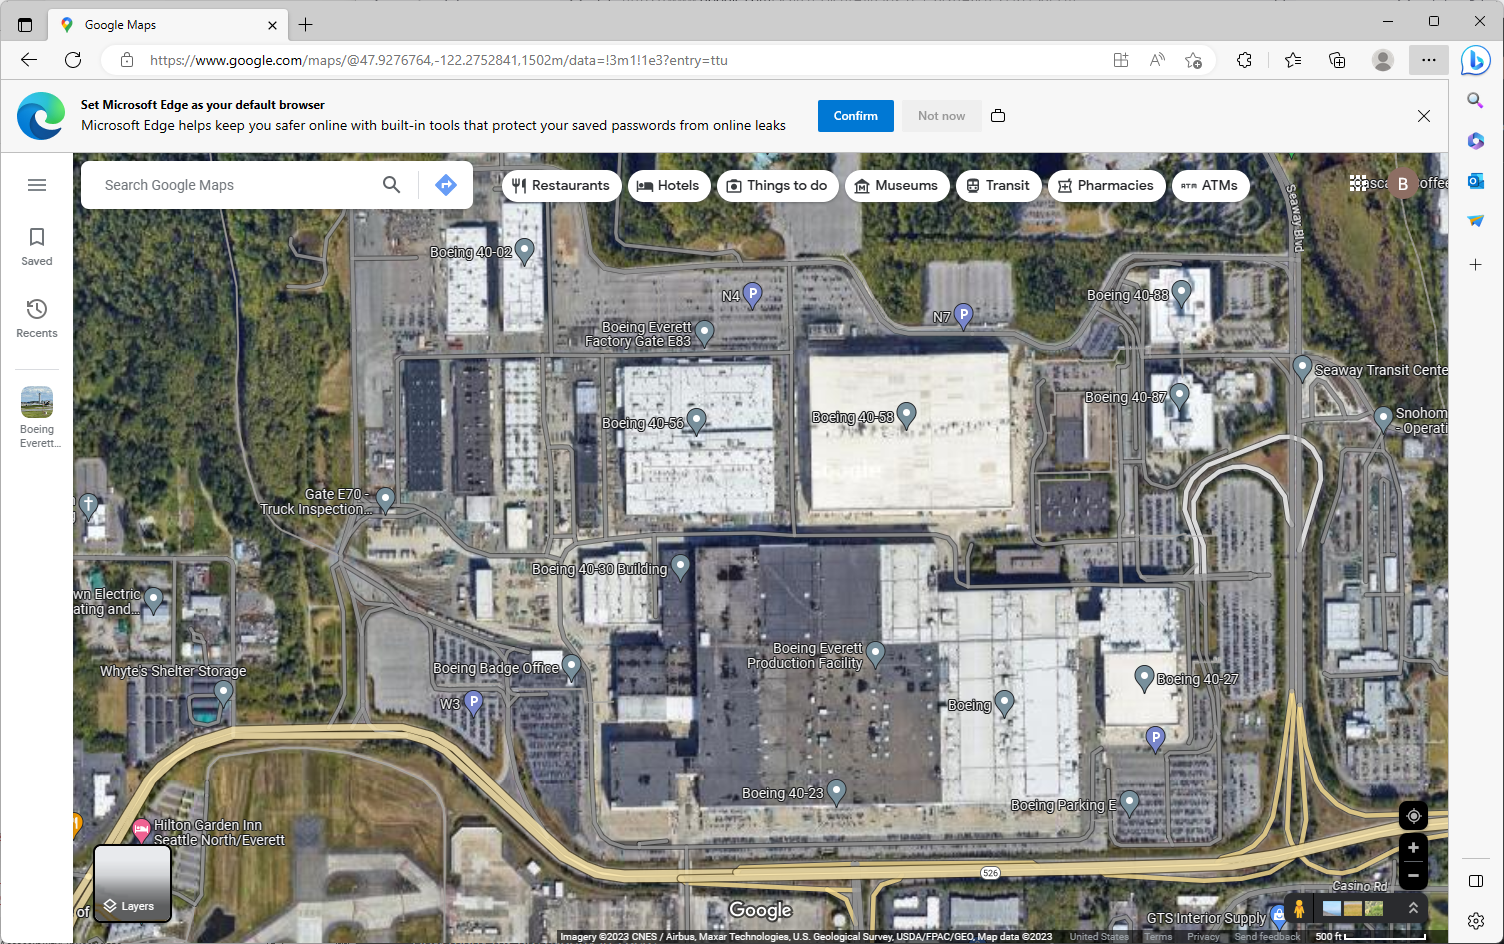 Google Maps
https://www.google.com/maps/@47.9276764,-122.2752841,1502m/data=!3m1!1e3?entry=ttu
Set Microsoft Edge as your default browser
Microsoft Edge helps keep you safer online with built-in tools that protect your saved passwords from online leaks
Confirm
Not now
Search Google Maps
Restaurants
Hotels
Things to do
Museums
Transit
Pharmacies
ATM
ATMs
B
Saved
Recents
Boeing
Everett...
Seaway Blvd
Boeing 40-02
N4
P
N7
P
Boeing 40-88
Boeing Everett
Factory Gate E83
Seaway Transit Cente
Boeing 40-56
Boeing 40-58
Boeing 40-87
Snohom
- Operati
Gate E70 -
Truck Inspection...
Boeing 40-30 Building
wn Electric
ating and...
Boeing Everett
Production Facility
Boeing Badge Office
Whyte's Shelter Storage
Boeing 40-27
W3
P
Boeing
P
Boeing 40-23
Boeing Parking E
Hilton Garden Inn
Seattle North/Everett
526
Casino Rd
Layers
of
Google
GTS Interior Supply
Imagery ©2023 CNES / Airbus, Maxar Technologies, U.S. Geological Survey, USDA/FPAC/GEO, Map data ©2023
United States
Terms
Privacy
Send feedback
500 ft